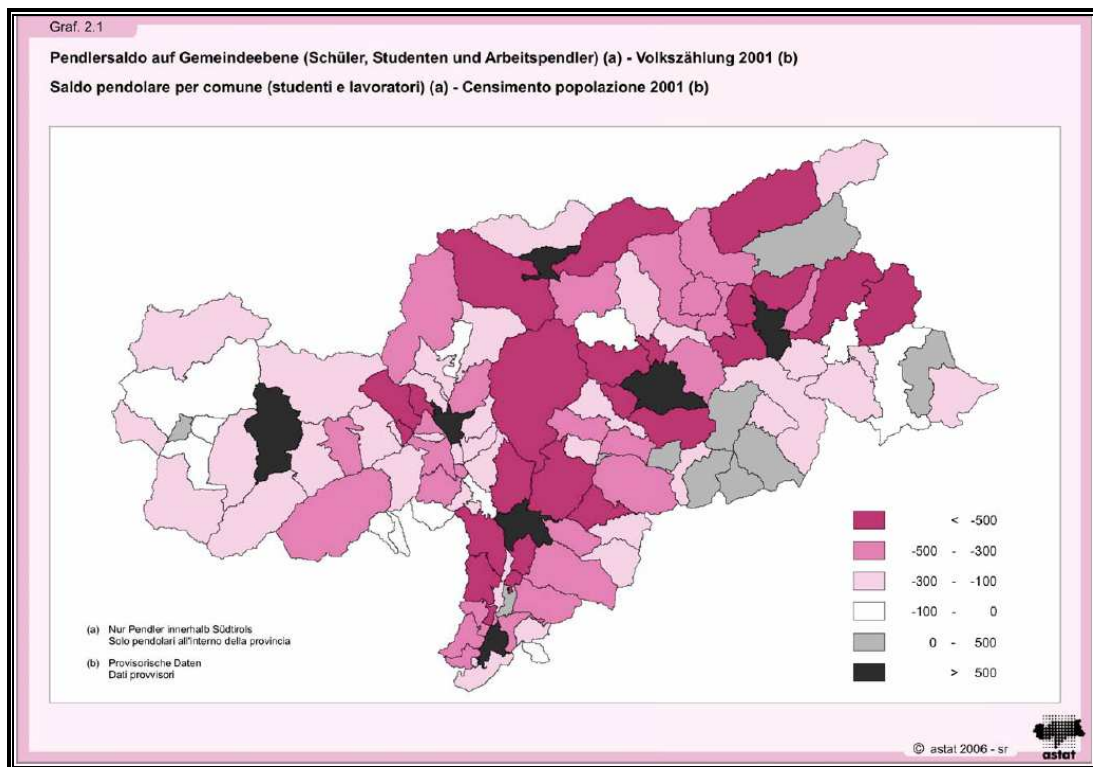 Graf. 2.1
Pendlersaldo auf Gemeindeebene (Schüler, Studenten und Arbeitspendler) (a) - Volkszählung 2001 (b)
Saldo pendolare per comune (studenti e lavoratori) (a) - Censimento popolazione 2001 (b)
< -500
-500 - -300
-300 - -100
-100 - 0
0 - 500
> 500
(a) Nur Pendler innerhalb Südtirols
Solo pendolari all'interno della provincia
(b) Provisorische Daten
Dati provvisori
© astat 2006 - sr
astat